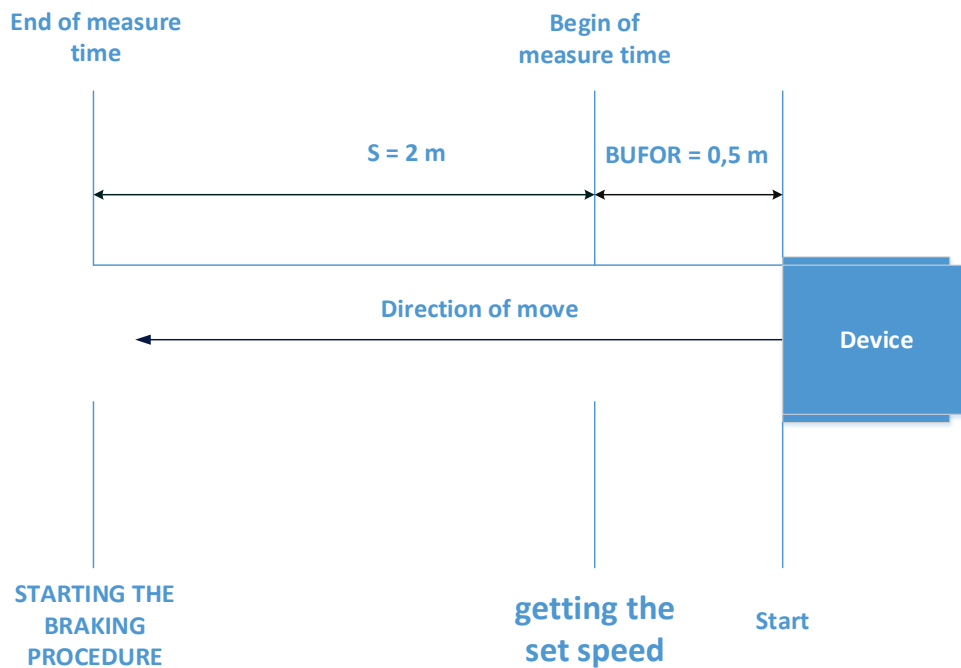 End of measure
time
Begin of
measure time
S = 2 m
BUFOR = 0,5 m
Direction of move
Device
STARTING THE
BRAKING
PROCEDURE
getting the
set speed
Start